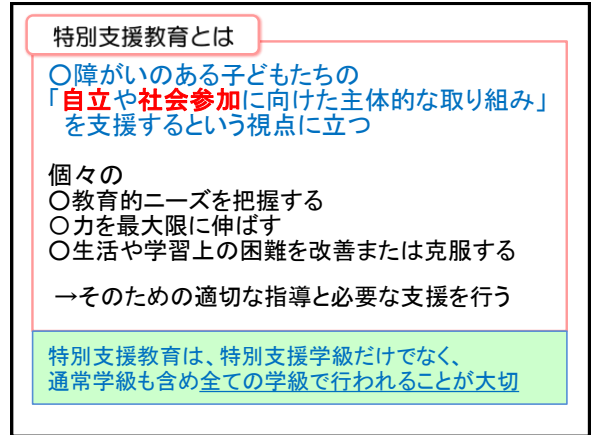 特別支援教育とは
〇障がいのある子どもたちの
「自立や社会参加に向けた主体的な取り組み」
を支援するという視点に立つ
個々の
〇教育的ニーズを把握する
〇力を最大限に伸ばす
〇生活や学習上の困難を改善または克服する
→そのための適切な指導と必要な支援を行う
特別支援教育は、特別支援学級だけでなく、
通常学級も含め全ての学級で行われることが大切